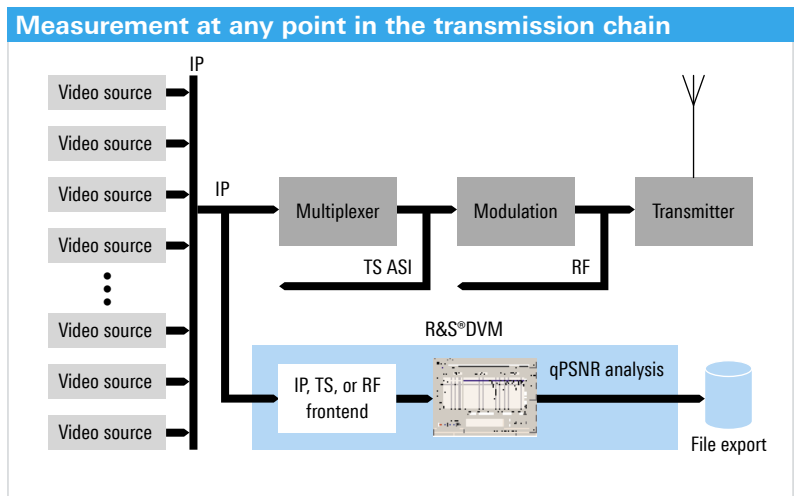 Measurement at any point in the transmission chain
IP
Video source
Video source
Video source
Video source
Video source
Video source
Video source
IP
Multiplexer
Modulation
Transmitter
TS ASI
RF
R&S®DVM
IP, TS, or RF
frontend
qPSNR analysis
File export